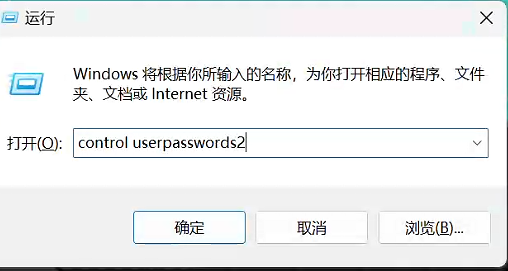 运行
Windows 将根据你所输入的名称，为你打开相应的程序、文件
夹、文档或 Internet 资源。
打开(O): control userpasswords2
确定 取消 浏览(B)...